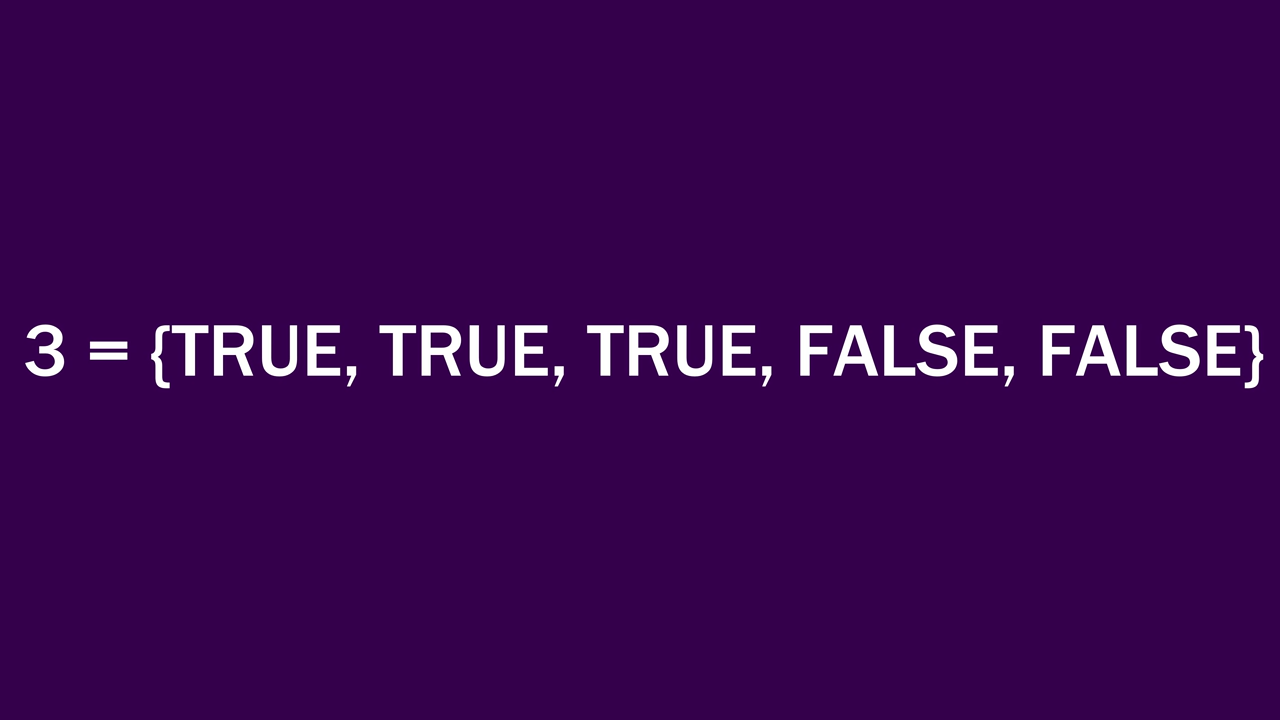 3 = {TRUE, TRUE, TRUE, FALSE, FALSE}